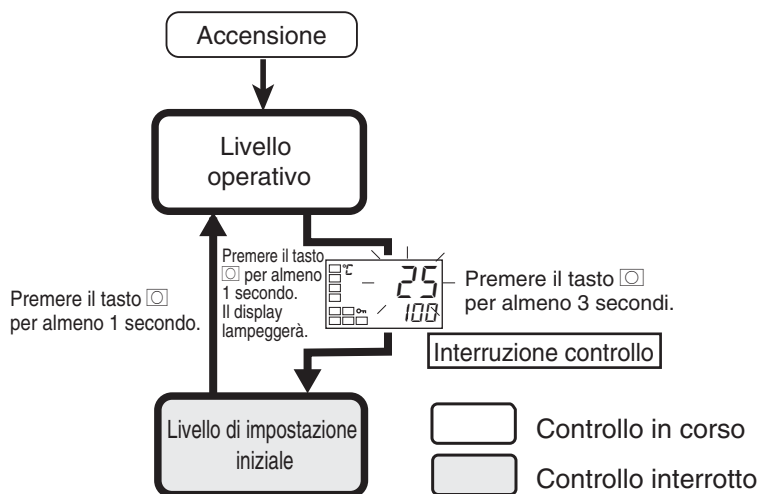 Accensione
Livello
operativo
Premere il tasto
per almeno
1 secondo.
Il display
lampeggerà.
°C
25
100
Premere il tasto
per almeno 3 secondi.
Premere il tasto
per almeno 1 secondo.
Interruzione controllo
Livello di impostazione
iniziale
Controllo in corso
Controllo interrotto